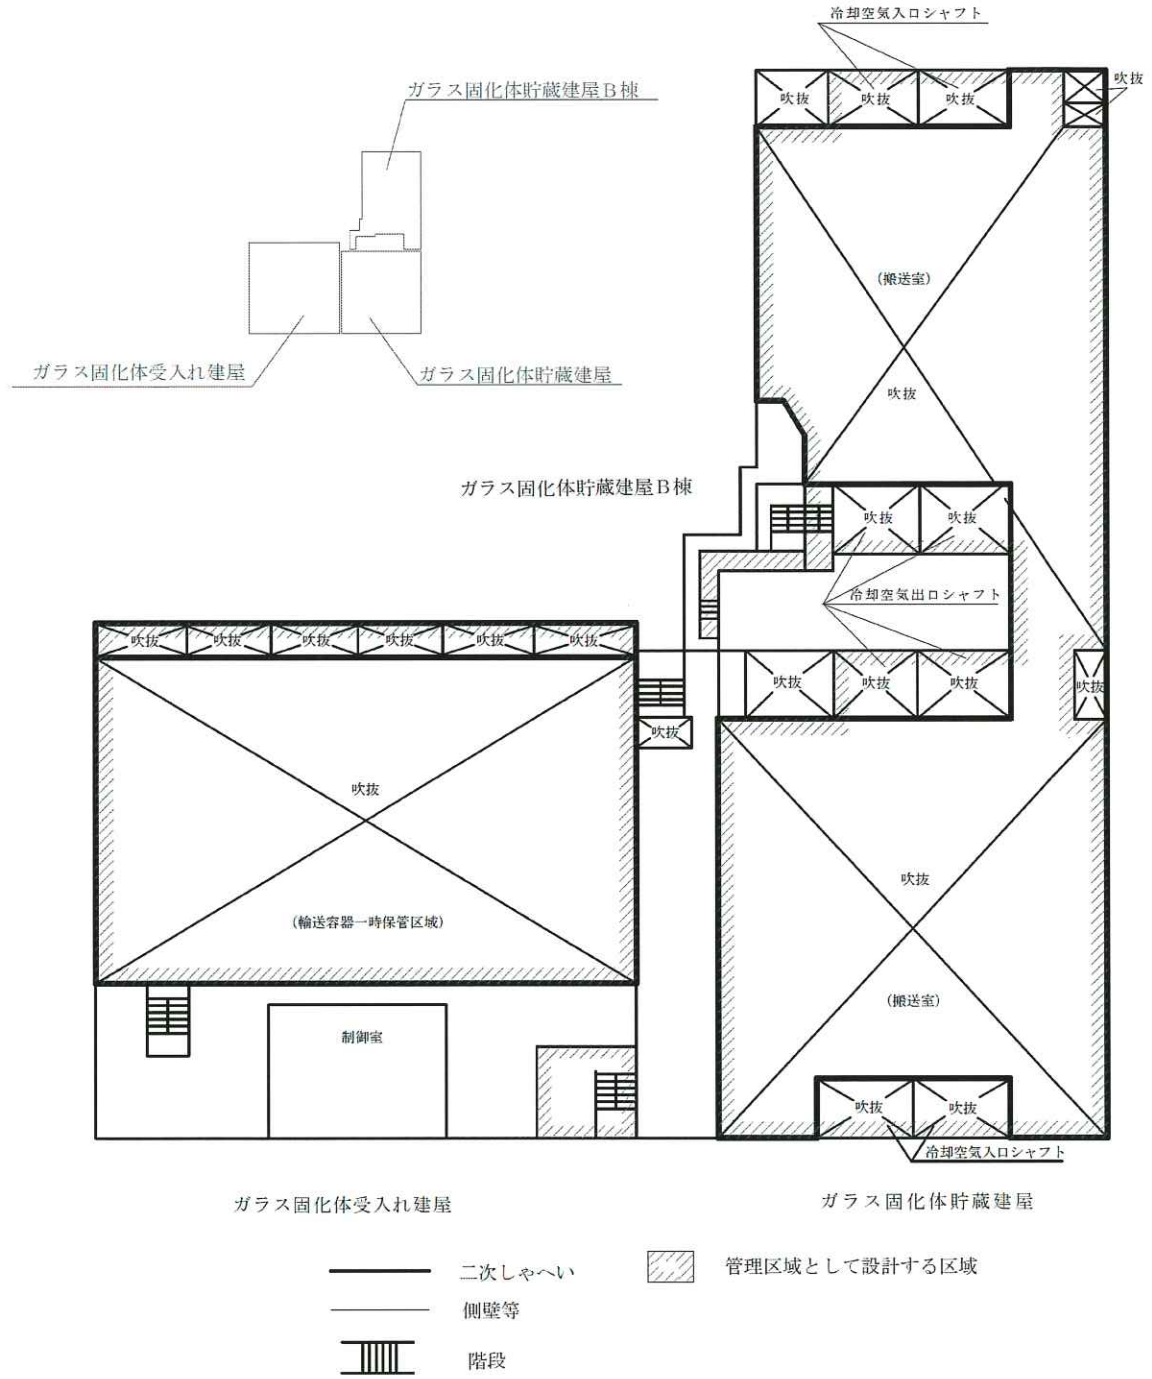 冷却空気入口シャフト
吹抜
吹抜
吹抜
吹抜
ガラス固化体貯蔵建屋B棟
ガラス固化体受入れ建屋
ガラス固化体貯蔵建屋
(搬送室)
吹抜
ガラス固化体貯蔵建屋B棟
吹抜
吹抜
冷却空気出口シャフト
吹抜
吹抜
吹抜
吹抜
吹抜
吹抜
吹抜
吹抜
吹抜
吹抜
吹抜
吹抜
(輸送容器一時保管区域)
吹抜
(搬送室)
制御室
吹抜
吹抜
冷却空気入口シャフト
ガラス固化体受入れ建屋
ガラス固化体貯蔵建屋
二次しゃへい
管理区域として設計する区域
側壁等
階段